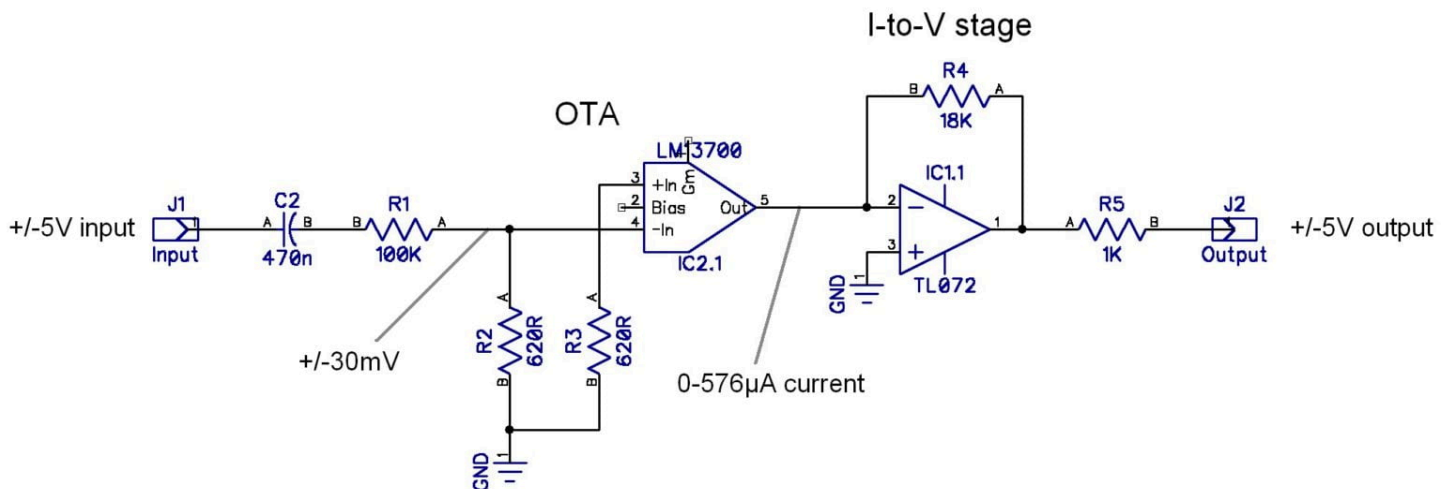 I-to-V stage
R4
B
A
18K
OTA
LM13700
Gm
3
+In
2
Bias
4
-In
Out
5
IC2.1
IC1.1
2
3
1
TL072
+/-5V input
J1
1
Input
C2
A
B
470n
R1
B
A
100K
R5
A
B
1K
J2
1
Output
+/-5V output
GND
1
A
R2
620R
B
A
R3
620R
B
+/-30mV
0-576µA current
GND
1